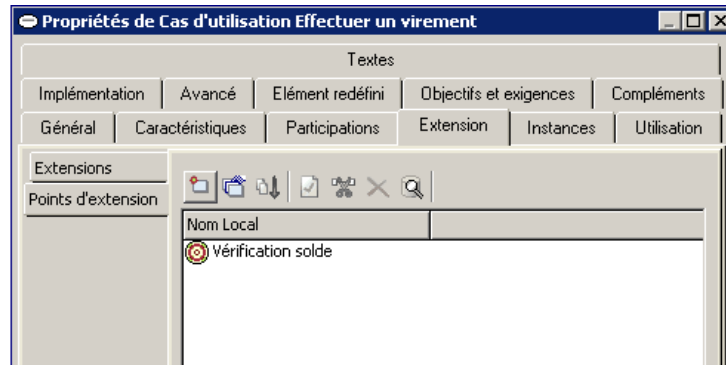 Propriétés de Cas d'utilisation Effectuer un virement
Textes
Implémentation Avancé Elément redéfini Objectifs et exigences Compléments
Général Caractéristiques Participations Extension Instances Utilisation
Extensions
Points d'extension
Nom Local
Vérification solde